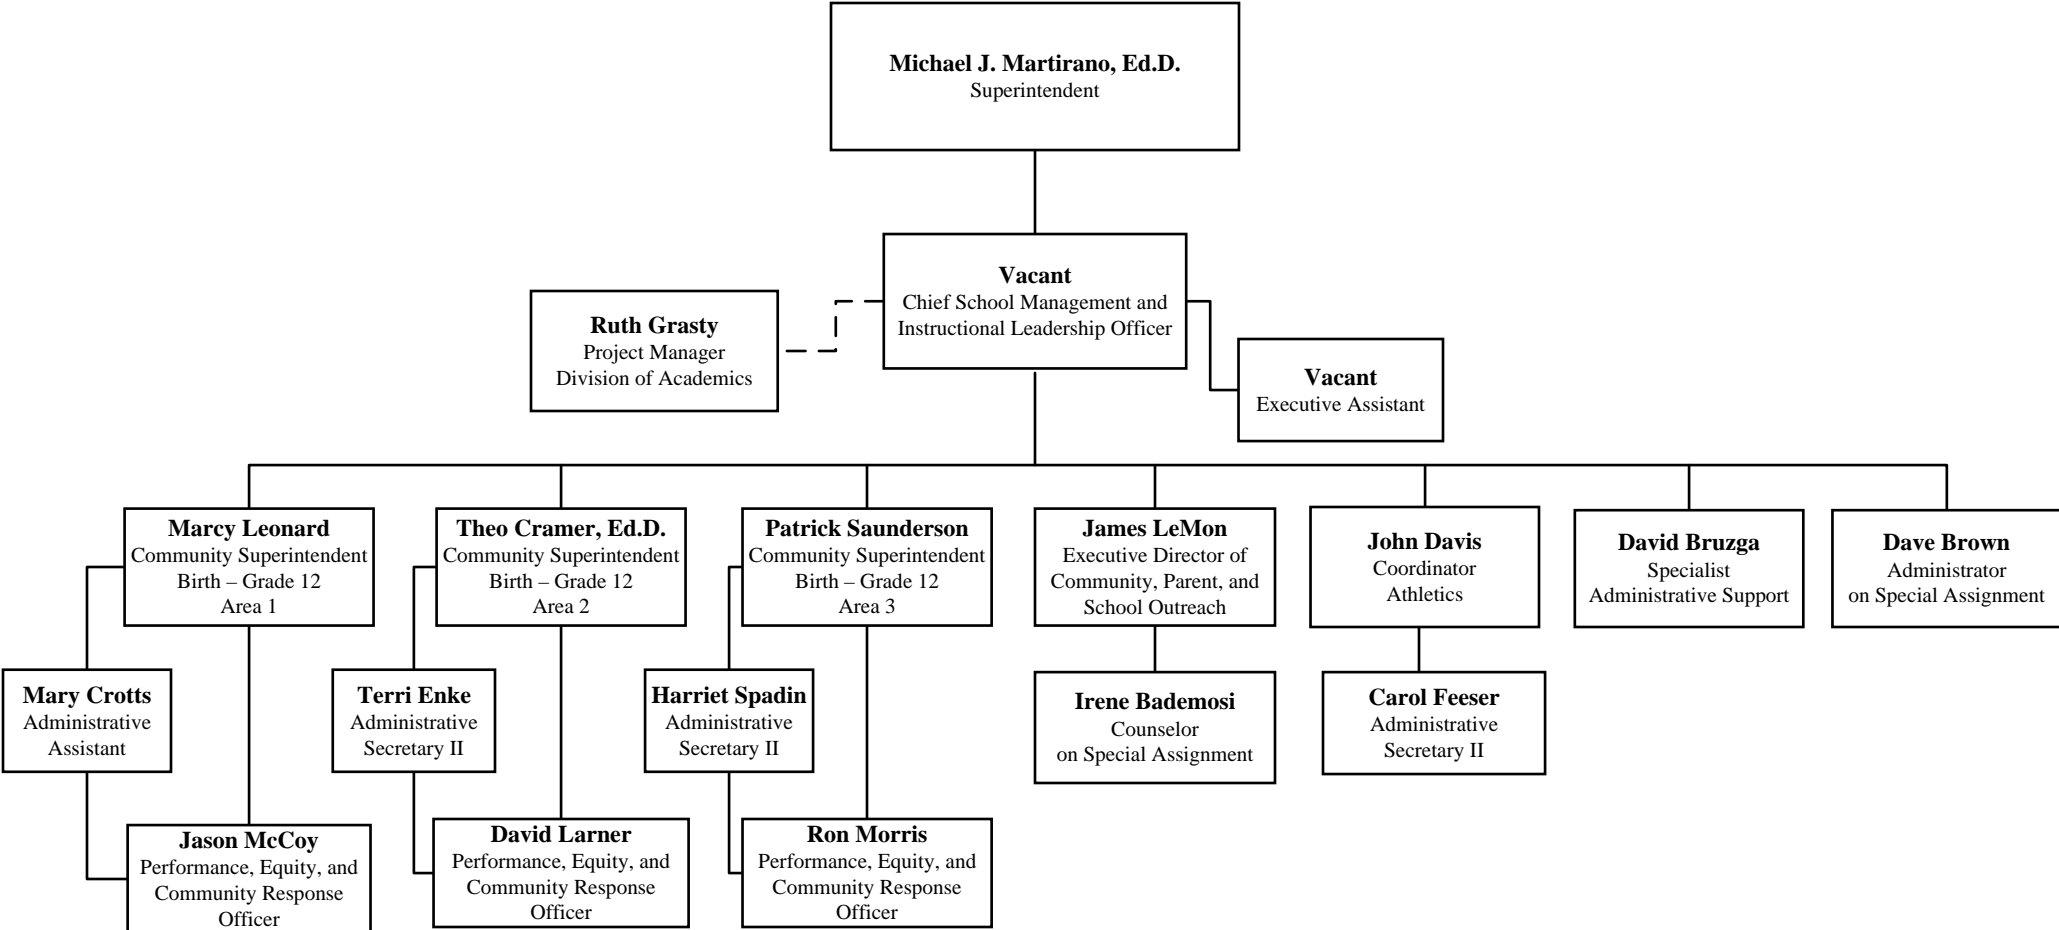 Michael J. Martirano, Ed.D.
Superintendent
Vacant
Chief School Management and
Instructional Leadership Officer
Ruth Grasty
Project Manager
Division of Academics
Vacant
Executive Assistant
Marcy Leonard
Community Superintendent
Birth – Grade 12
Area 1
Theo Cramer, Ed.D.
Community Superintendent
Birth – Grade 12
Area 2
Patrick Saunderson
Community Superintendent
Birth – Grade 12
Area 3
James LeMon
Executive Director of
Community, Parent, and
School Outreach
John Davis
Coordinator
Athletics
David Bruzga
Specialist
Administrative Support
Dave Brown
Administrator
on Special Assignment
Mary Crotts
Administrative
Assistant
Terri Enke
Administrative
Secretary II
Harriet Spadin
Administrative
Secretary II
Irene Bademosi
Counselor
on Special Assignment
Carol Feeser
Administrative
Secretary II
Jason McCoy
Performance, Equity, and
Community Response
Officer
David Larner
Performance, Equity, and
Community Response
Officer
Ron Morris
Performance, Equity, and
Community Response
Officer